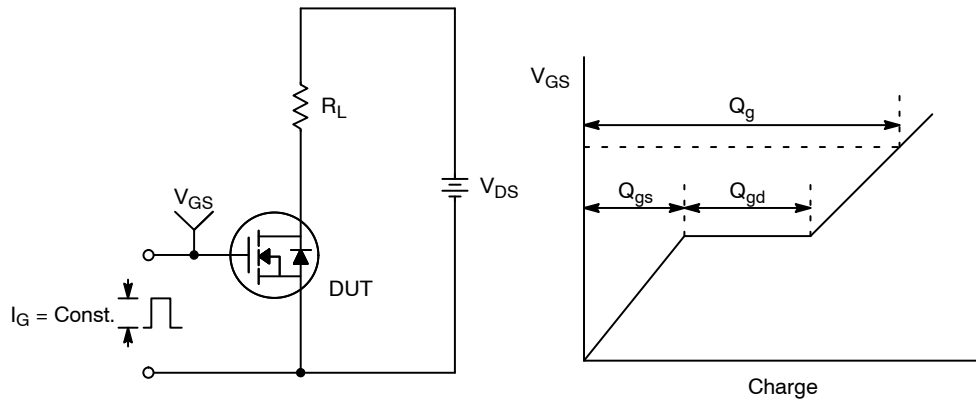 R_L
V_GS
V_DS
DUT
I_G = Const.
V_GS
Q_g
Q_gs
Q_gd
Charge